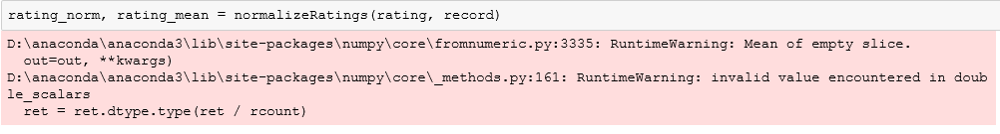 rating_norm, rating_mean = normalizeRatings(rating, record)
D:\anaconda\anaconda3\lib\site-packages\numpy\core\fromnumeric.py:3335: RuntimeWarning: Mean of empty slice.
  out=out, **kwargs)
D:\anaconda\anaconda3\lib\site-packages\numpy\core\_methods.py:161: RuntimeWarning: invalid value encountered in doub
le_scalars
  ret = ret.dtype.type(ret / rcount)